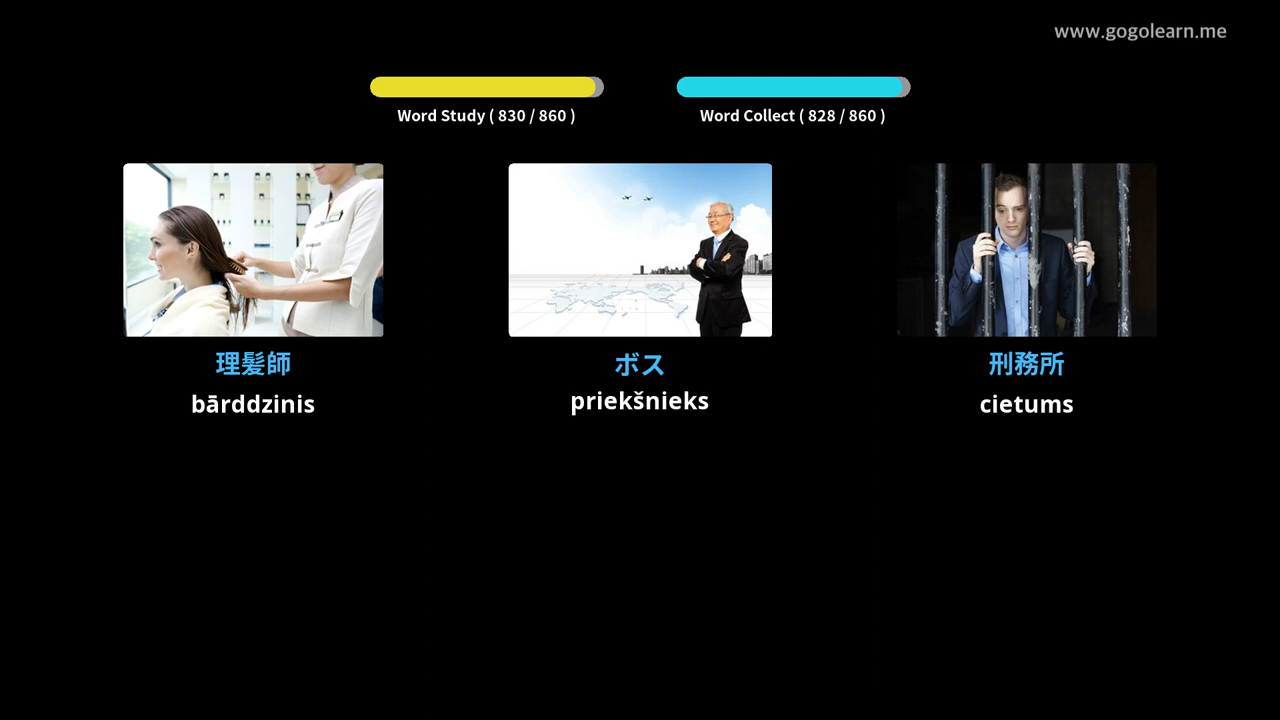 www.gogolearn.me
Word Study ( 830 / 860 )
Word Collect ( 828 / 860 )
理髪師
ボス
刑務所
bārddzinis
priekšnieks
cietums